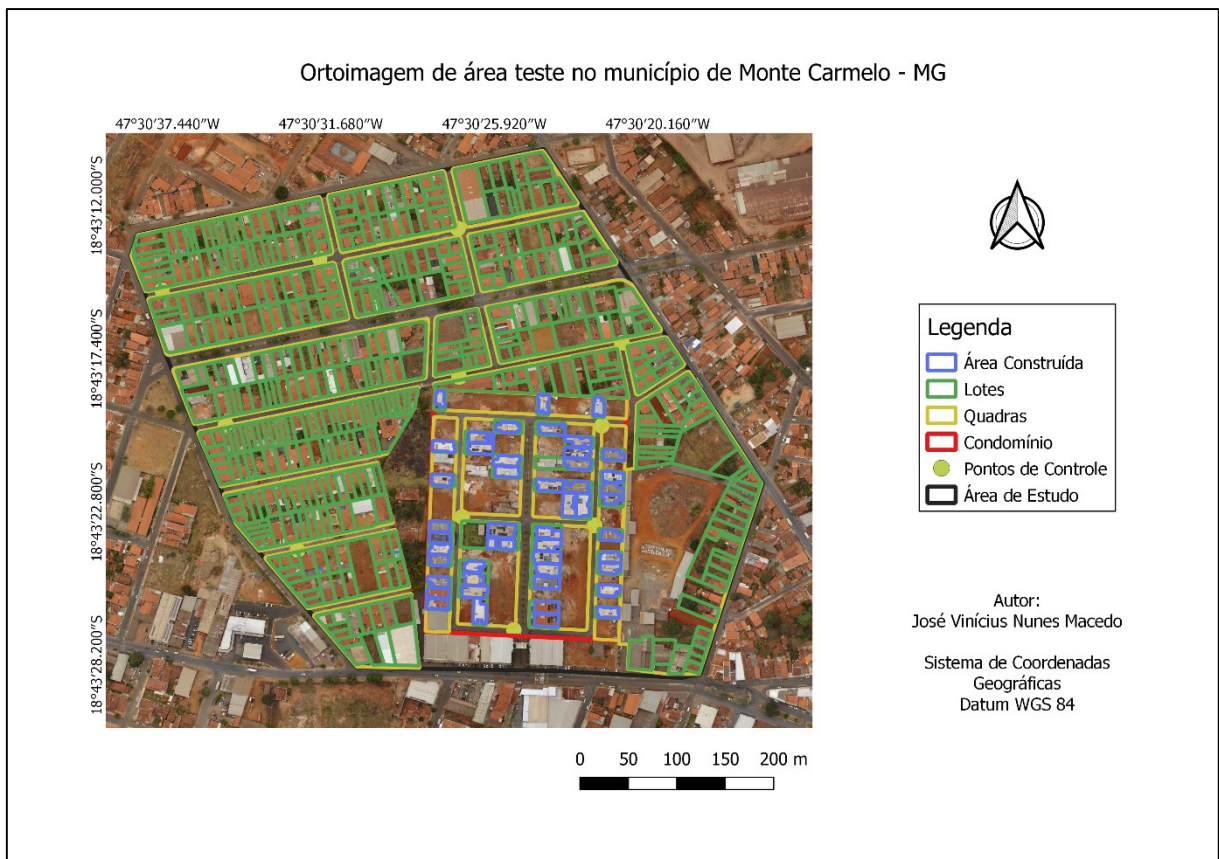 Ortoimagem de área teste no município de Monte Carmelo - MG
47°30'37.440"W 47°30'31.680"W 47°30'25.920"W 47°30'20.160"W
18°43'12.000"S
18°43'17.400"S
18°43'22.800"S
18°43'28.200"S
Legenda
Área Construída
Lotes
Quadras
Condomínio
Pontos de Controle
Área de Estudo
Autor:
José Vinícius Nunes Macedo
Sistema de Coordenadas
Geográficas
Datum WGS 84
0 50 100 150 200 m